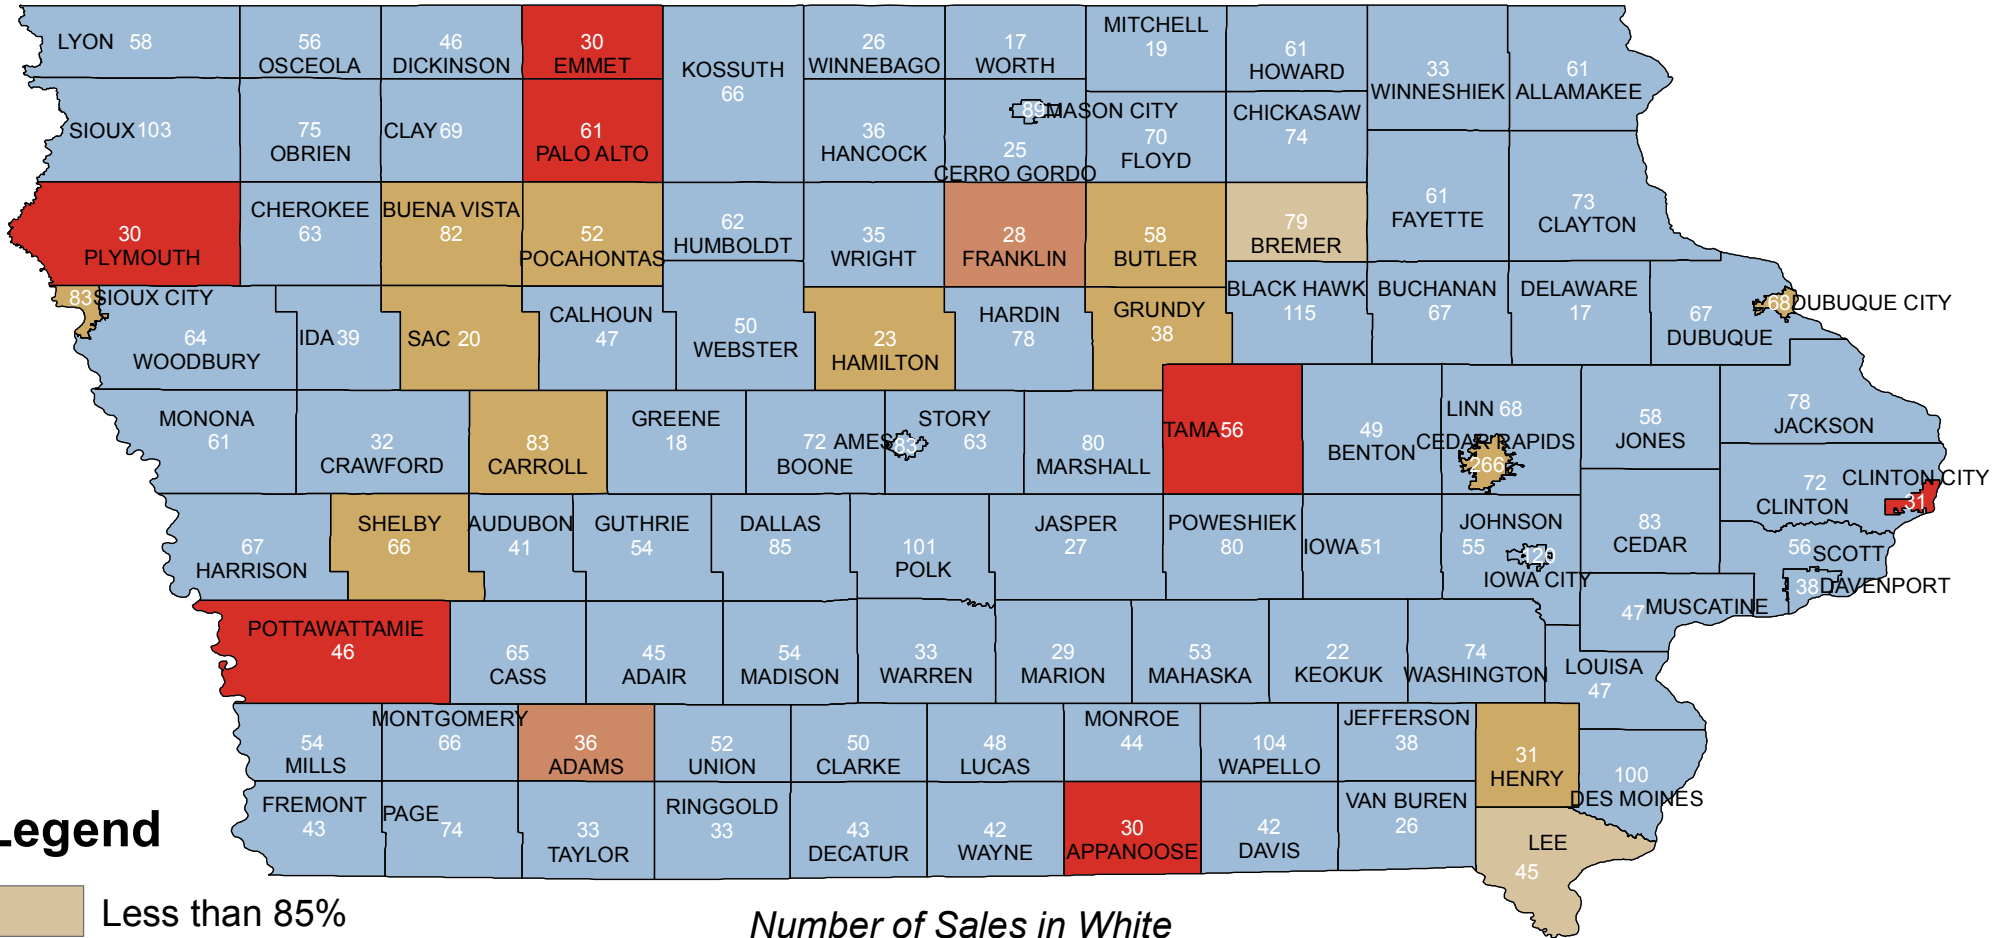 LYON 58
56
OSCEOLA
46
DICKINSON
30
EMMET
KOSSUTH
66
26
WINNEBAGO
17
WORTH
MITCHELL
19
61
HOWARD
33
WINNESHIEK
61
ALLAMAKEE
SIOUX 103
75
OBRIEN
CLAY 69
61
PALO ALTO
36
HANCOCK
89 MASON CITY
25
CERRO GORDO
70
FLOYD
CHICKASAW
74
30
PLYMOUTH
CHEROKEE
63
BUENA VISTA
82
52
POCAHONTAS
62
HUMBOLDT
35
WRIGHT
28
FRANKLIN
58
BUTLER
79
BREMER
61
FAYETTE
73
CLAYTON
83 SIOUX CITY
64
WOODBURY
IDA 39
SAC 20
CALHOUN
47
50
WEBSTER
23
HAMILTON
HARDIN
78
GRUNDY
38
BLACK HAWK
115
BUCHANAN
67
DELAWARE
17
67
DUBUQUE
68 DUBUQUE CITY
MONONA
61
32
CRAWFORD
83
CARROLL
GREENE
18
72
BOONE
AMES 83
STORY
63
80
MARSHALL
TAMA 56
49
BENTON
LINN 68
CEDAR RAPIDS
266
58
JONES
78
JACKSON
72
CLINTON
CLINTON CITY
31
67
HARRISON
SHELBY
66
AUDUBON
41
GUTHRIE
54
DALLAS
85
101
POLK
JASPER
27
POWESHIEK
80
IOWA 51
JOHNSON
55
120
IOWA CITY
83
CEDAR
56 SCOTT
38 DAVENPORT
47 MUSCATINE
POTTAWATTAMIE
46
65
CASS
45
ADAIR
54
MADISON
33
WARREN
29
MARION
53
MAHASKA
22
KEOKUK
74
WASHINGTON
LOUISA
47
54
MILLS
MONTGOMERY
66
36
ADAMS
52
UNION
50
CLARKE
48
LUCAS
MONROE
44
104
WAPELLO
JEFFERSON
38
31
HENRY
100
DES MOINES
FREMONT
43
PAGE 74
33
TAYLOR
RINGGOLD
33
43
DECATUR
42
WAYNE
30
APPANOOSE
42
DAVIS
VAN BUREN
26
LEE
45
Legend
Less than 85%
Number of Sales in White